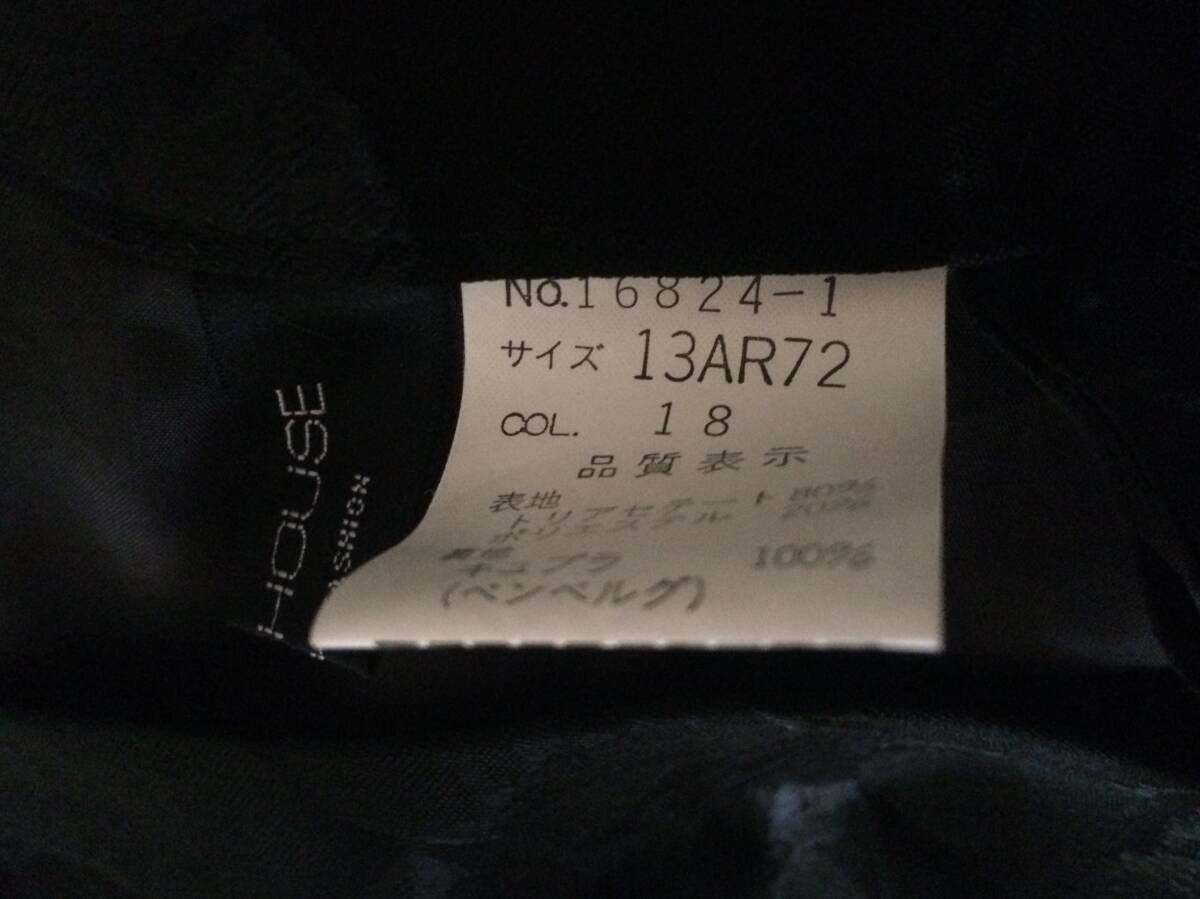 No.16824-1
サイズ 13AR72
COL. 18
品質表示
表地
トリアセテート 80%
ポリエステル 20%
キュプラ 100%
(ベンベルグ)
HOUSE